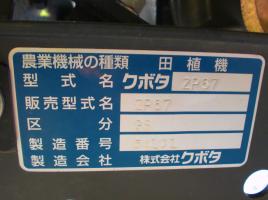 農業機械の種類 田植機
型式名 クボタ ZP67
販売型式名 ZP67
区分
製造番号
製造会社 株式会社クボタ